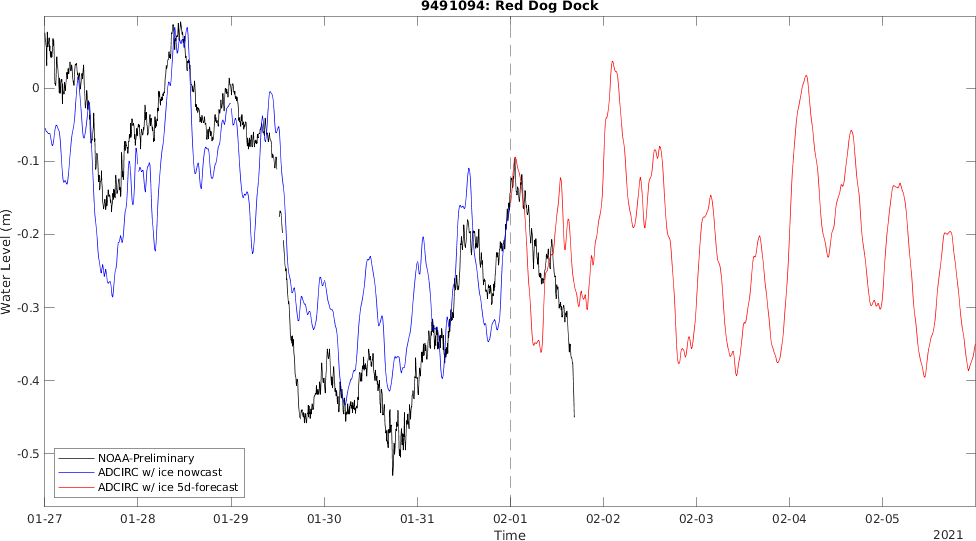 9491094: Red Dog Dock
Water Level (m)
0
-0.1
-0.2
-0.3
-0.4
-0.5
NOAA-Preliminary
ADCIRC w/ ice nowcast
ADCIRC w/ ice 5d-forecast
01-27 01-28 01-29 01-30 01-31 02-01 02-02 02-03 02-04 02-05
Time
2021